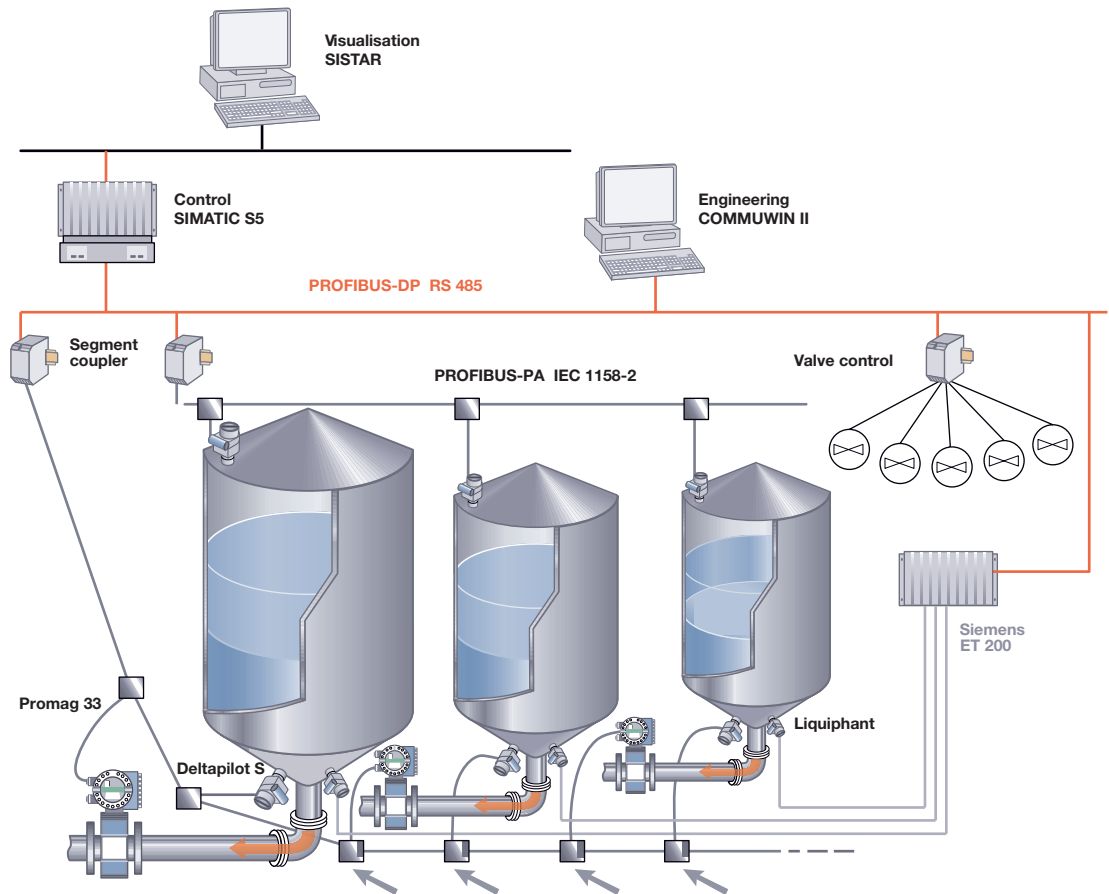 Visualisation
SISTAR
Control
SIMATIC S5
Engineering
COMMUWIN II
PROFIBUS-DP RS 485
Segment
coupler
Valve control
PROFIBUS-PA IEC 1158-2
Siemens
ET 200
Promag 33
Liquiphant
Deltapilot S